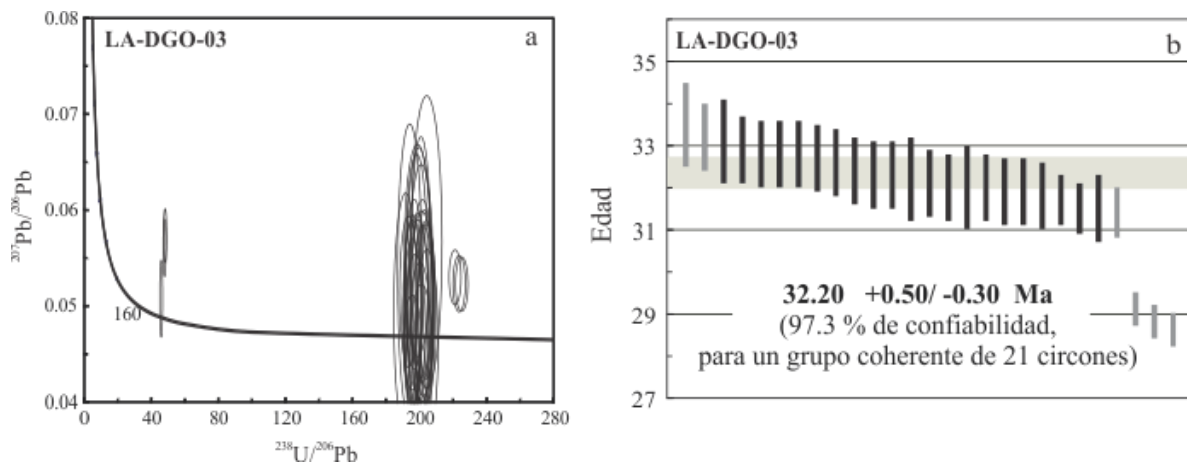 LA-DGO-03
a
0.08
0.07
0.06
0.05
0.04
207Pb/206Pb
160
0 40 80 120 160 200 240 280
238U/206Pb
LA-DGO-03
b
35
33
31
29
27
Edad
32.20 +0.50/ -0.30 Ma
(97.3 % de confiabilidad,
para un grupo coherente de 21 circones)